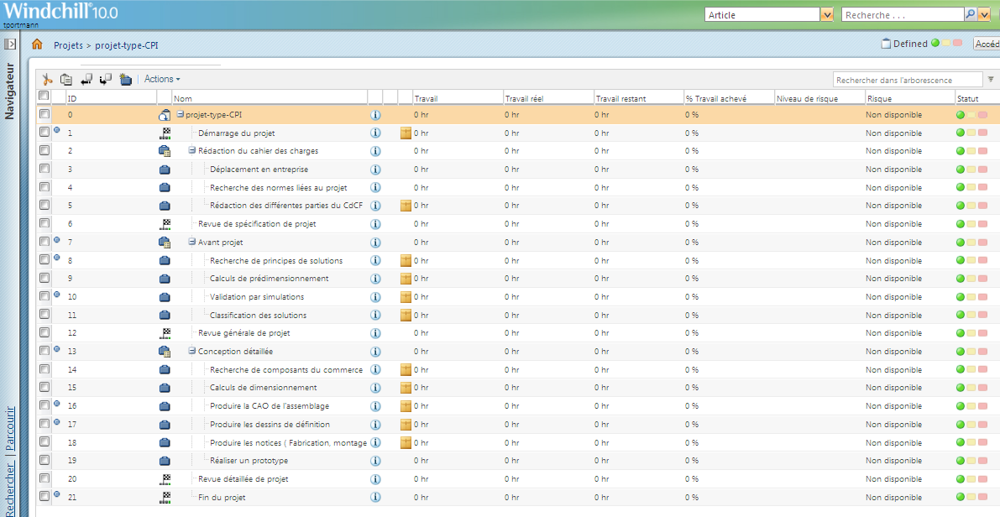 Windchill® 10.0
tportmann
Article
Recherche . . .
Projets > projet-type-CPI
Defined
Accéd
Navigateur
Actions
Rechercher dans l'arborescence
ID Nom Travail Travail réel Travail restant % Travail achevé Niveau de risque Risque Statut
0 projet-type-CPI 0 hr 0 hr 0 hr 0 % Non disponible
1 Démarrage du projet 0 hr 0 hr 0 hr 0 % Non disponible
2 Rédaction du cahier des charges 0 hr 0 hr 0 hr 0 % Non disponible
3 Déplacement en entreprise 0 hr 0 hr 0 hr 0 % Non disponible
4 Recherche des normes liées au projet 0 hr 0 hr 0 hr 0 % Non disponible
5 Rédaction des différentes parties du CdCF 0 hr 0 hr 0 hr 0 % Non disponible
6 Revue de spécification de projet 0 hr 0 hr 0 hr 0 % Non disponible
7 Avant projet 0 hr 0 hr 0 hr 0 % Non disponible
8 Recherche de principes de solutions 0 hr 0 hr 0 hr 0 % Non disponible
9 Calculs de prédimensionnement 0 hr 0 hr 0 hr 0 % Non disponible
10 Validation par simulations 0 hr 0 hr 0 hr 0 % Non disponible
11 Classification des solutions 0 hr 0 hr 0 hr 0 % Non disponible
12 Revue générale de projet 0 hr 0 hr 0 hr 0 % Non disponible
13 Conception détaillée 0 hr 0 hr 0 hr 0 % Non disponible
14 Recherche de composants du commerce 0 hr 0 hr 0 hr 0 % Non disponible
15 Calculs de dimensionnement 0 hr 0 hr 0 hr 0 % Non disponible
16 Produire la CAO de l'assemblage 0 hr 0 hr 0 hr 0 % Non disponible
17 Produire les dessins de définition 0 hr 0 hr 0 hr 0 % Non disponible
18 Produire les notices ( Fabrication, montage 0 hr 0 hr 0 hr 0 % Non disponible
19 Réaliser un prototype 0 hr 0 hr 0 hr 0 % Non disponible
20 Revue détaillée de projet 0 hr 0 hr 0 hr 0 % Non disponible
21 Fin du projet 0 hr 0 hr 0 hr 0 % Non disponible
Rechercher | Parcourir